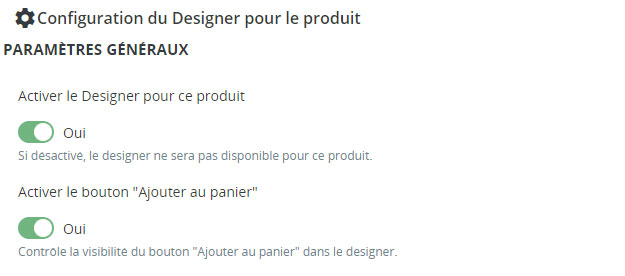 Configuration du Designer pour le produit
PARAMÈTRES GÉNÉRAUX
Activer le Designer pour ce produit
Oui
Si désactivé, le designer ne sera pas disponible pour ce produit.
Activer le bouton "Ajouter au panier"
Oui
Contrôle la visibilité du bouton "Ajouter au panier" dans le designer.